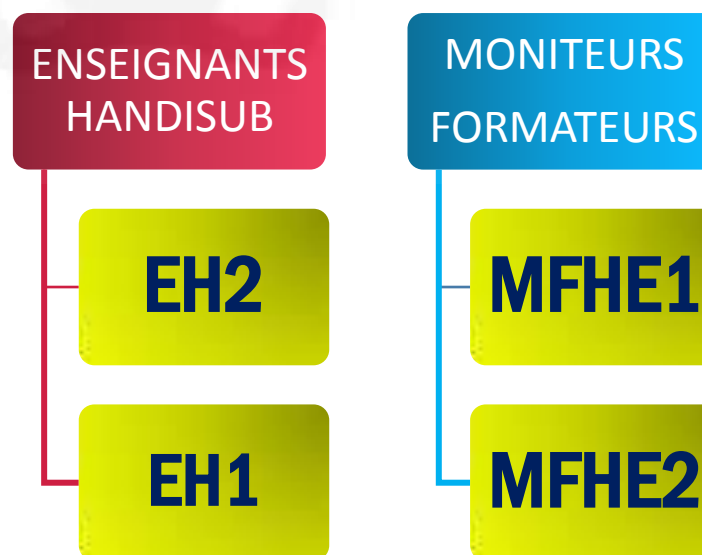 ENSEIGNANTS
HANDISUB
EH2
EH1
MONITEURS
FORMATEURS
MFHE1
MFHE2